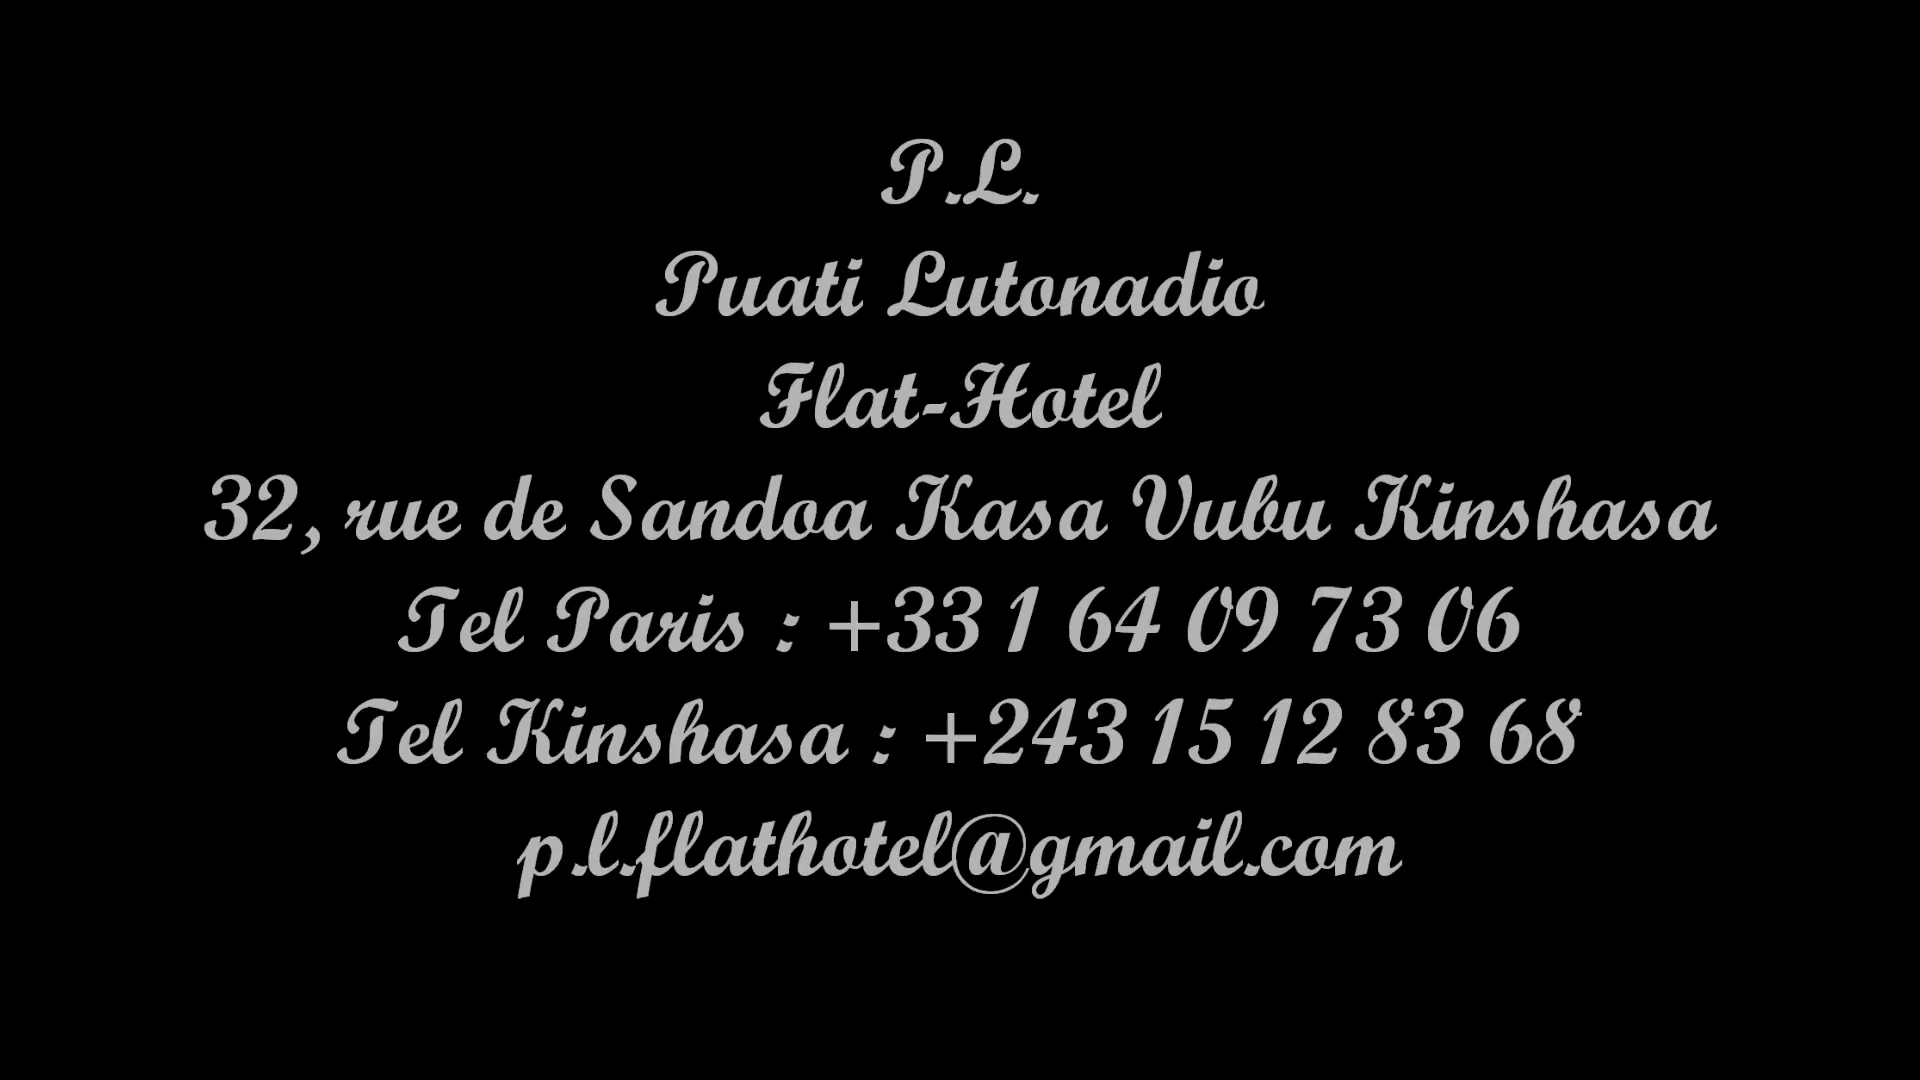 P.L.
Puati Lutonadio
Flat-Hotel
32, rue de Sandoa Kasa Vubu Kinshasa
Tel Paris : +33 1 64 09 73 06
Tel Kinshasa : +243 15 12 83 68
p.l.flathotel@gmail.com